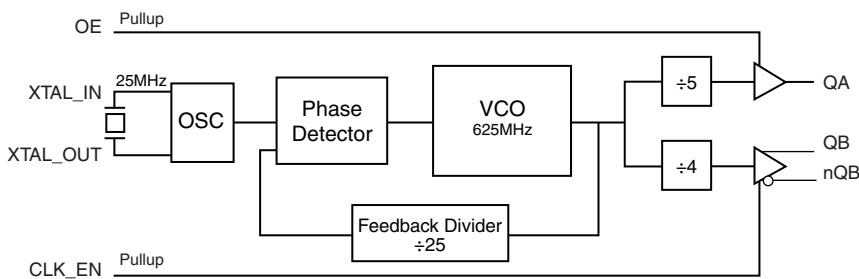 OE
Pullup
25MHz
XTAL_IN
XTAL_OUT
OSC
Phase
Detector
VCO
625MHz
÷5
QA
÷4
QB
nQB
Feedback Divider
÷25
CLK_EN
Pullup